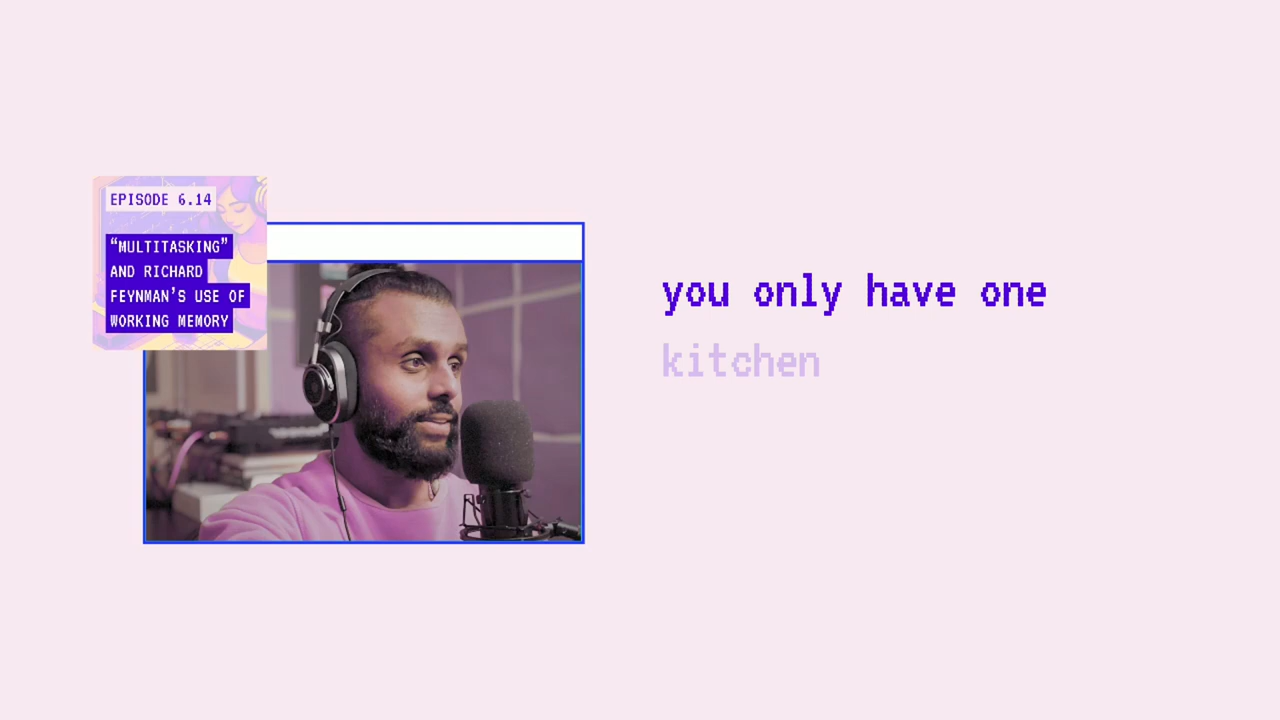 EPISODE 6.14
“MULTITASKING”
AND RICHARD
FEYNMAN’S USE OF
WORKING MEMORY
you only have one
kitchen